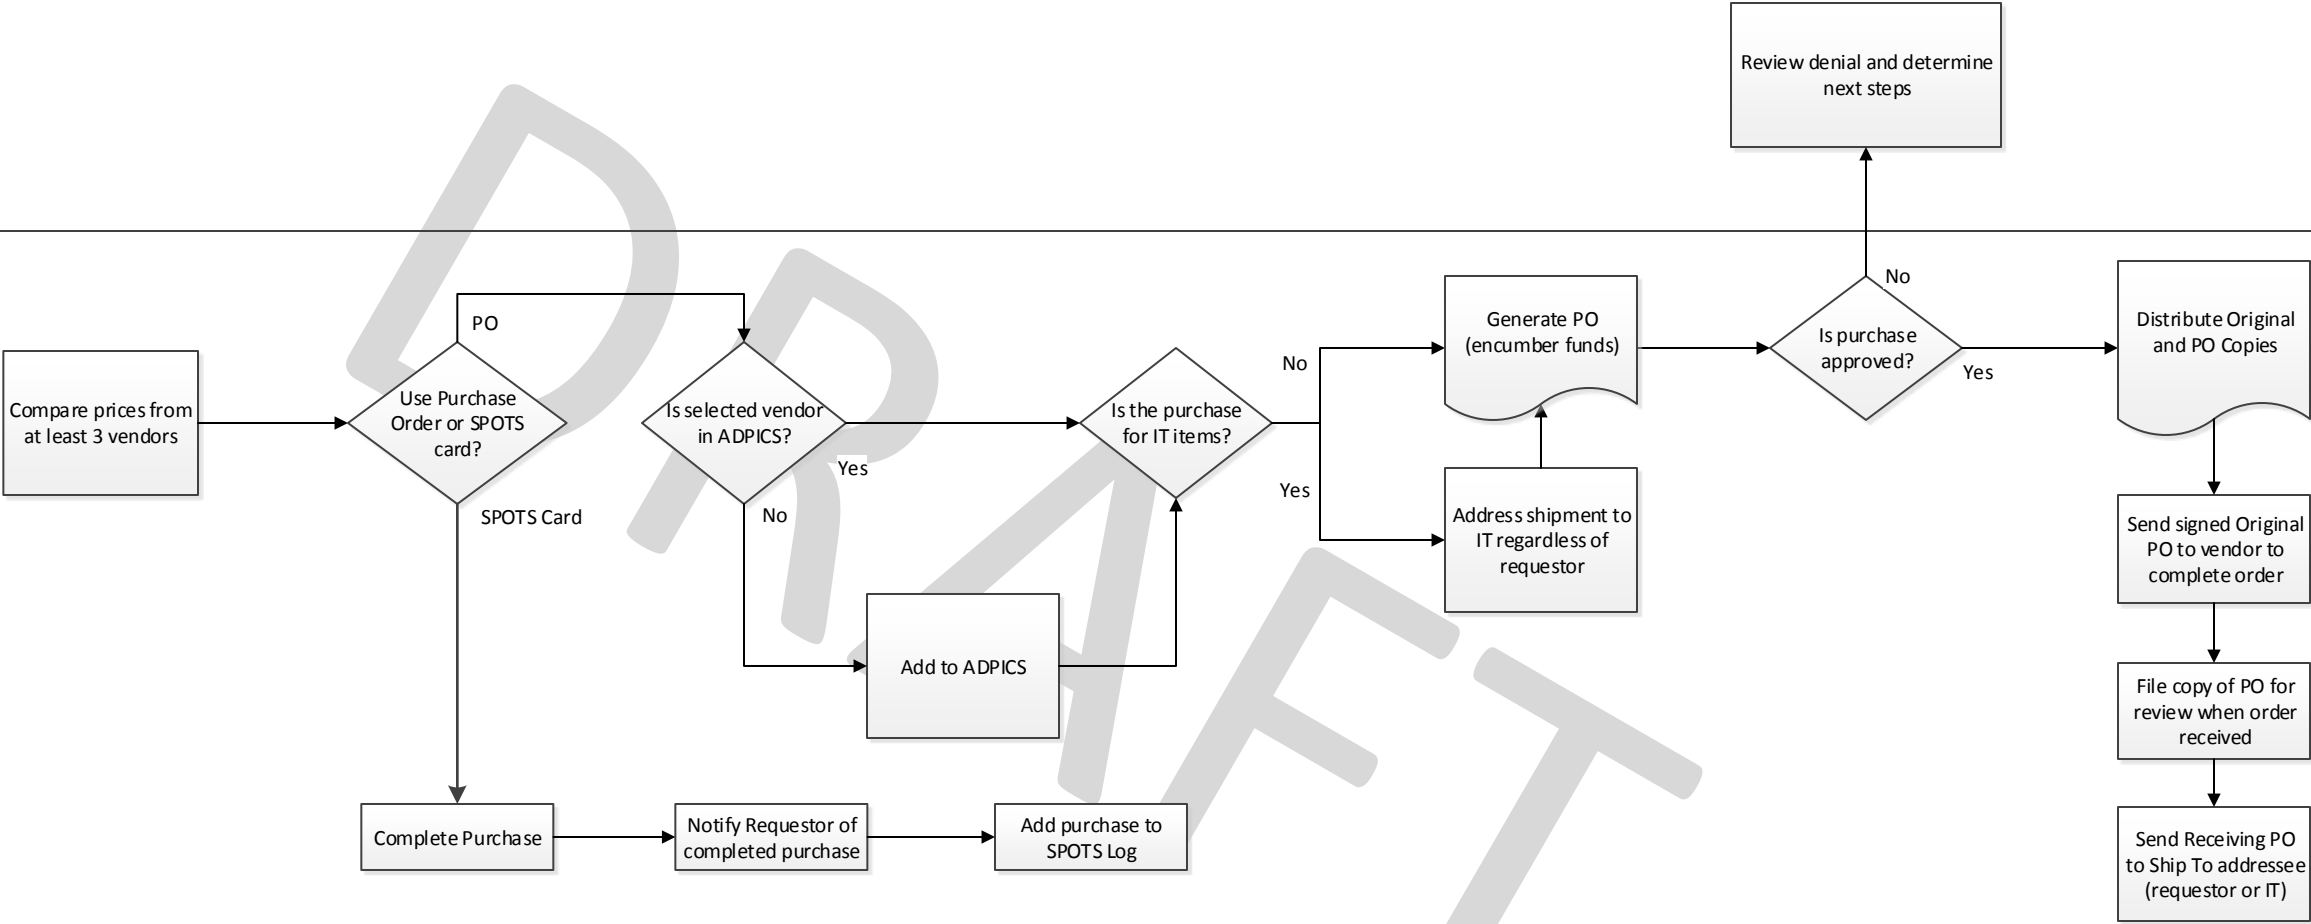 Review denial and determine
next steps
Compare prices from
at least 3 vendors
PO
Use Purchase
Order or SPOTS
card?
SPOTS Card
Is selected vendor
in ADPICS?
Yes
No
Add to ADPICS
Is the purchase
for IT items?
No
Yes
Generate PO
(encumber funds)
Address shipment to
IT regardless of
requestor
Is purchase
approved?
No
Yes
Distribute Original
and PO Copies
Send signed Original
PO to vendor to
complete order
File copy of PO for
review when order
received
Send Receiving PO
to Ship To addressee
(requestor or IT)
Complete Purchase
Notify Requestor of
completed purchase
Add purchase to
SPOTS Log
DRAFT